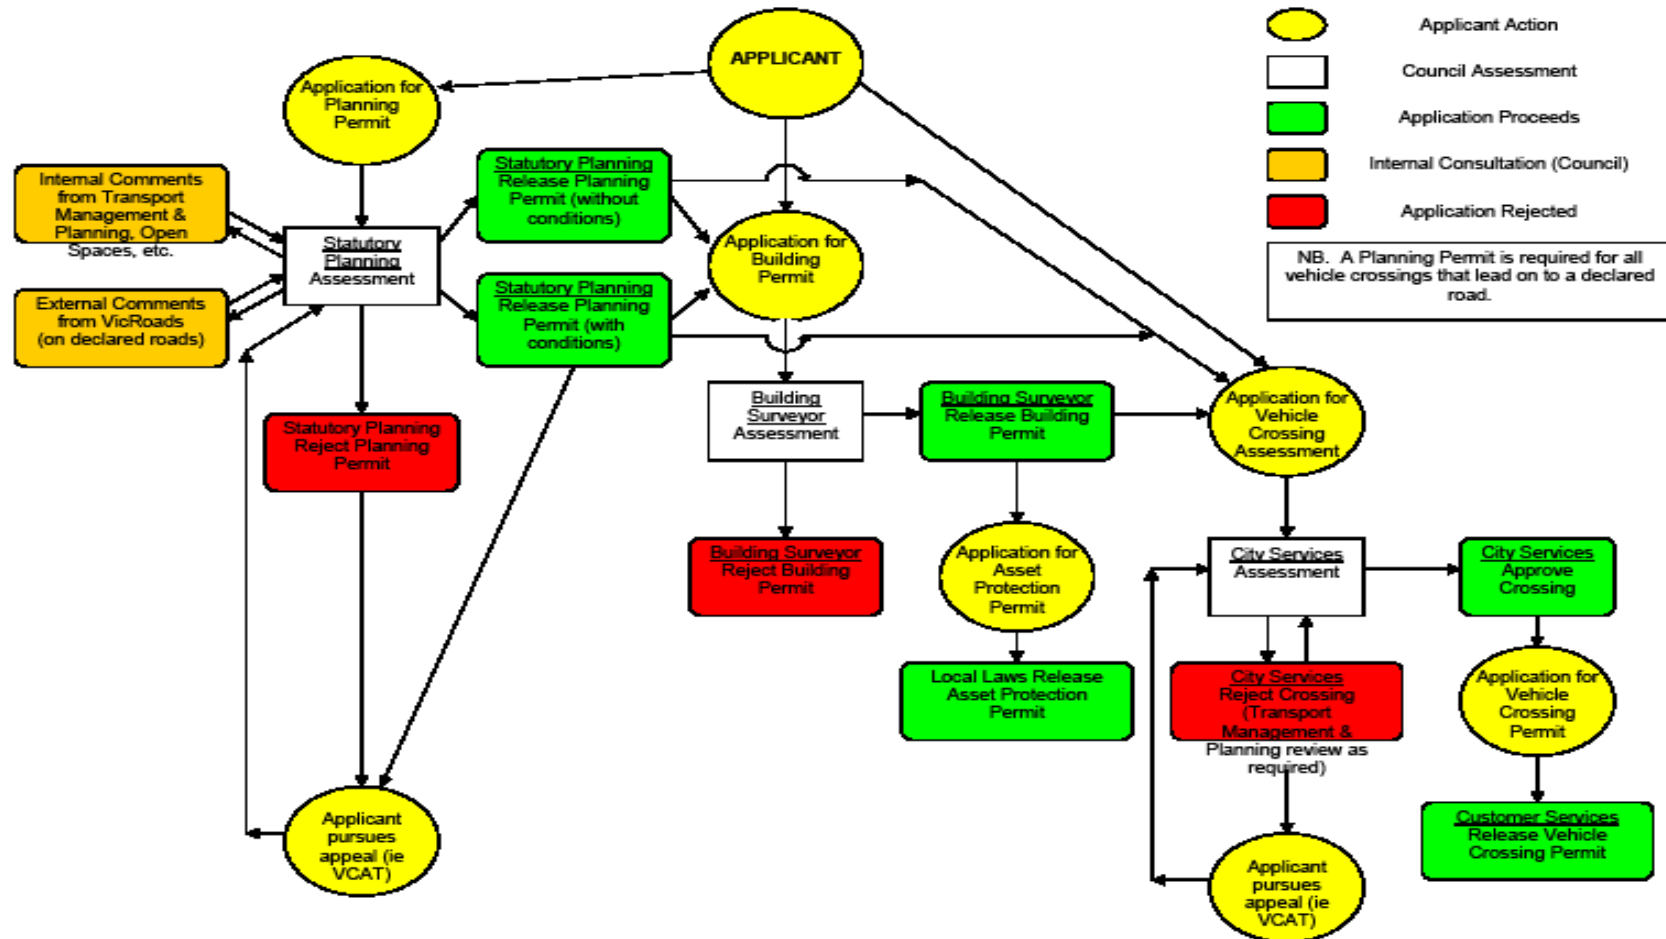 APPLICANT
Applicant Action
Council Assessment
Application Proceeds
Internal Consultation (Council)
Application Rejected
NB. A Planning Permit is required for all
vehicle crossings that lead on to a declared
road.
Application for
Planning
Permit
Internal Comments
from Transport
Management &
Planning, Open
Spaces, etc.
External Comments
from VicRoads
(on declared roads)
Statutory
Planning
Assessment
Statutory Planning
Release Planning
Permit (without
conditions)
Statutory Planning
Release Planning
Permit (with
conditions)
Application for
Building
Permit
Statutory Planning
Reject Planning
Permit
Building
Surveyor
Assessment
Building Surveyor
Release Building
Permit
Application for
Vehicle
Crossing
Assessment
Building Surveyor
Reject Building
Permit
Application for
Asset
Protection
Permit
Local Laws Release
Asset Protection
Permit
City Services
Assessment
City Services
Approve
Crossing
City Services
Reject Crossing
(Transport
Management &
Planning review as
required)
Application for
Vehicle
Crossing
Permit
Customer Services
Release Vehicle
Crossing Permit
Applicant
pursues
appeal (ie
VCAT)
Applicant
pursues
appeal (ie
VCAT)